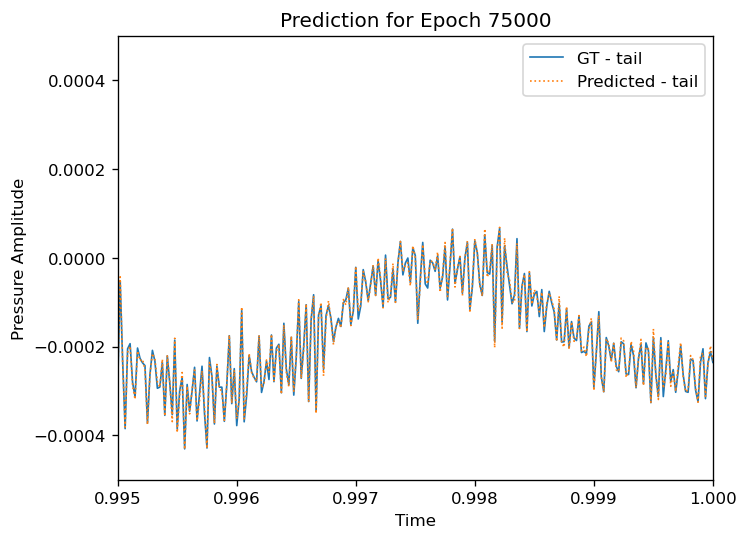 Prediction for Epoch 75000
GT - tail
Predicted - tail
0.0004
0.0002
0.0000
−0.0002
−0.0004
Pressure Amplitude
0.995
0.996
0.997
0.998
0.999
1.000
Time